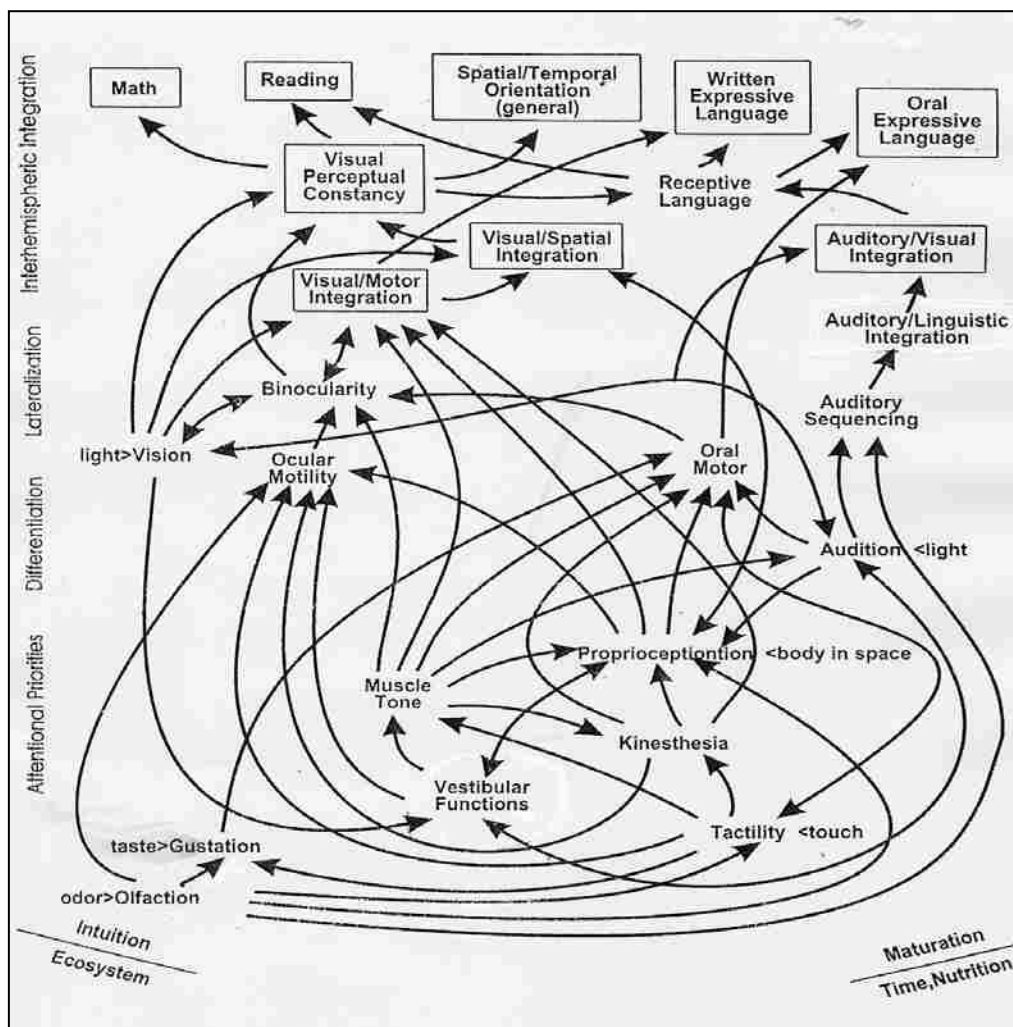 Interhemispheric Integration
Lateralization
Differentiation
Attentional Priorities
Math
Reading
Spatial/Temporal
Orientation
(general)
Written
Expressive
Language
Oral
Expressive
Language
Visual
Perceptual
Constancy
Receptive
Language
Visual/Spatial
Integration
Auditory/Visual
Integration
Visual/Motor
Integration
Auditory/Linguistic
Integration
Binocularity
Auditory
Sequencing
light>Vision
Ocular
Motility
Oral
Motor
Audition <light
Proprioceptiontion <body in space
Muscle
Tone
Kinesthesia
Vestibular
Functions
Tactility <touch
taste>Gustation
odor>Olfaction
Intuition
Ecosystem
Maturation
Time,Nutrition